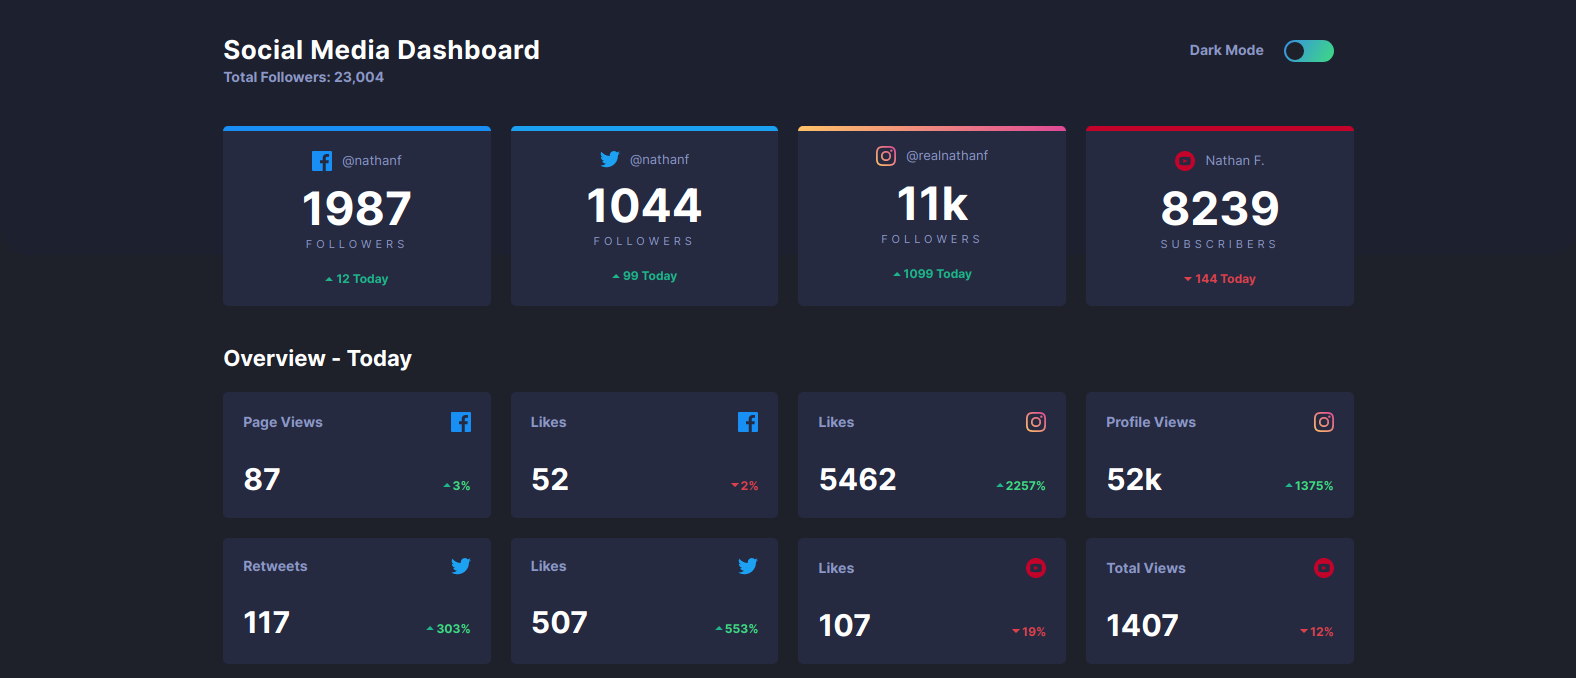 Social Media Dashboard
Total Followers: 23,004
Dark Mode
@nathanf
1987
FOLLOWERS
12 Today
@nathanf
1044
FOLLOWERS
99 Today
@realnathanf
11k
FOLLOWERS
1099 Today
Nathan F.
8239
SUBSCRIBERS
144 Today
Overview - Today
Page Views
87
3%
Likes
52
2%
Likes
5462
2257%
Profile Views
52k
1375%
Retweets
117
303%
Likes
507
553%
Likes
107
19%
Total Views
1407
12%